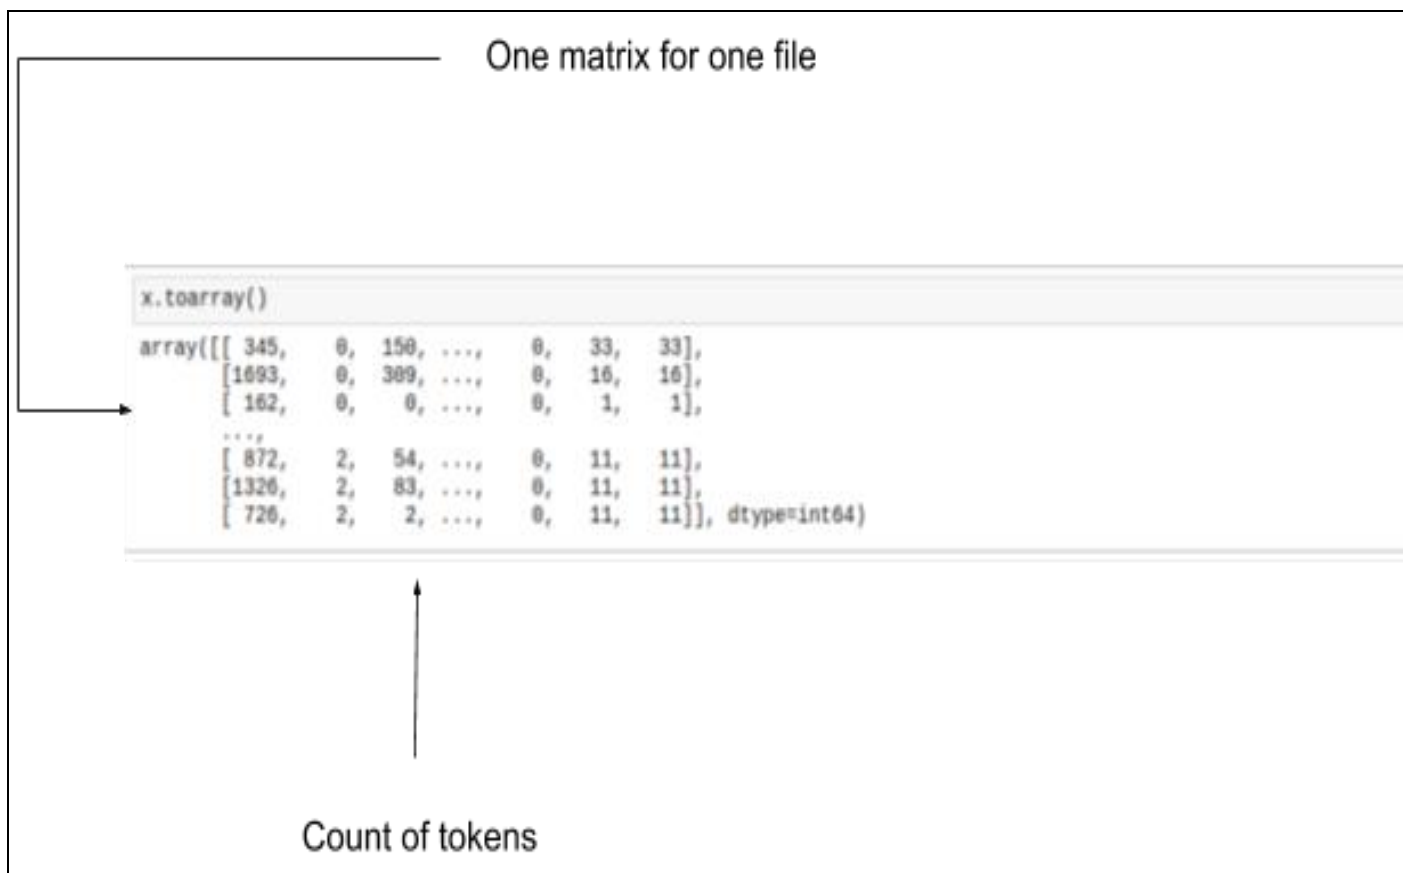 One matrix for one file
x.toarray()
array([[ 345, 0, 150, ..., 0, 33, 33],
[1693, 0, 309, ..., 0, 16, 16],
[ 162, 0, 0, ..., 0, 1, 1],
...,
[ 872, 2, 54, ..., 0, 11, 11],
[1326, 2, 83, ..., 0, 11, 11],
[ 726, 2, 2, ..., 0, 11, 11]], dtype=int64)
Count of tokens